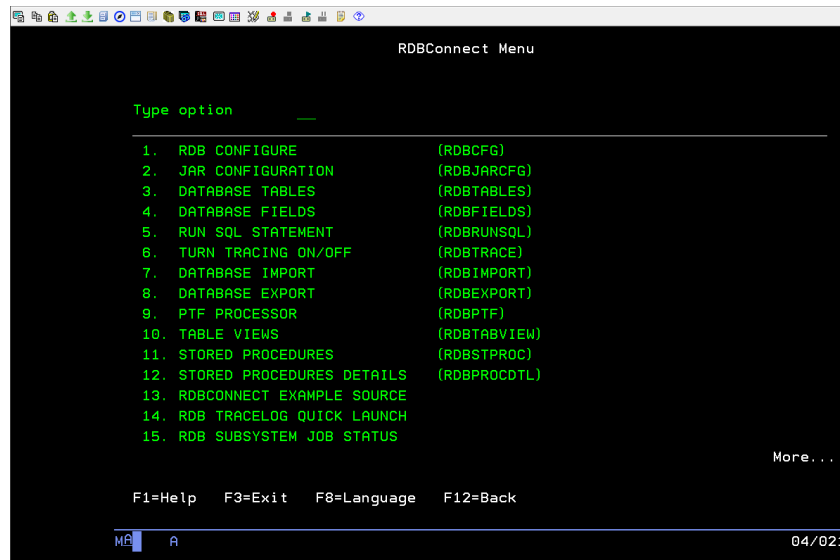 RDBConnect Menu
Type option __
1. RDB CONFIGURE (RDBCFG)
2. JAR CONFIGURATION (RDBJARCFG)
3. DATABASE TABLES (RDBTABLES)
4. DATABASE FIELDS (RDBFIELDS)
5. RUN SQL STATEMENT (RDBRUNSQL)
6. TURN TRACING ON/OFF (RDBTRACE)
7. DATABASE IMPORT (RDBIMPORT)
8. DATABASE EXPORT (RDBEXPORT)
9. PTF PROCESSOR (RDBPTF)
10. TABLE VIEWS (RDBTABVIEW)
11. STORED PROCEDURES (RDBSTPROC)
12. STORED PROCEDURES DETAILS (RDBPROCDTL)
13. RDBCONNECT EXAMPLE SOURCE
14. RDB TRACELOG QUICK LAUNCH
15. RDB SUBSYSTEM JOB STATUS
More...
F1=Help F3=Exit F8=Language F12=Back
MA A 04/02